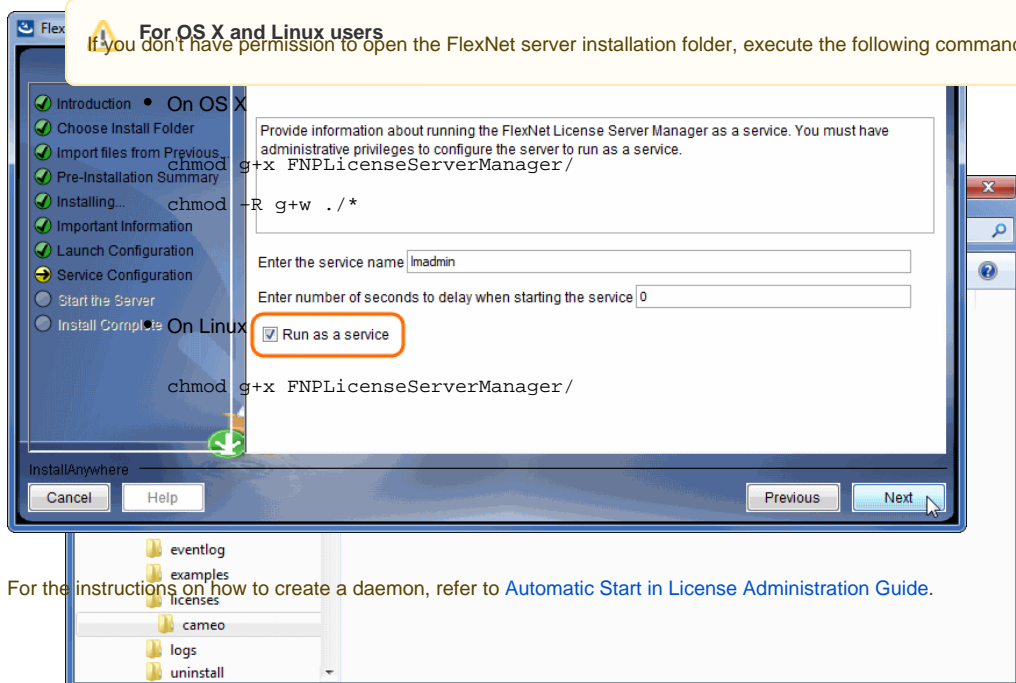 Flex
For OS X and Linux users
If you don't have permission to open the FlexNet server installation folder, execute the following command
Introduction
Choose Install Folder
Import files from Previous...
Pre-Installation Summary
Installing...
Important Information
Launch Configuration
Service Configuration
Start the Server
Install Complete
• On OS X
Provide information about running the FlexNet License Server Manager as a service. You must have
administrative privileges to configure the server to run as a service.
chmod g+x FNPLicenseServerManager/
chmod -R g+w ./*
Enter the service name lmadmin
Enter number of seconds to delay when starting the service 0
• On Linux
Run as a service
chmod g+x FNPLicenseServerManager/
InstallAnywhere
Cancel
Help
Previous
Next
eventlog
examples
For the instructions on how to create a daemon, refer to Automatic Start in License Administration Guide.
licenses
cameo
logs
uninstall